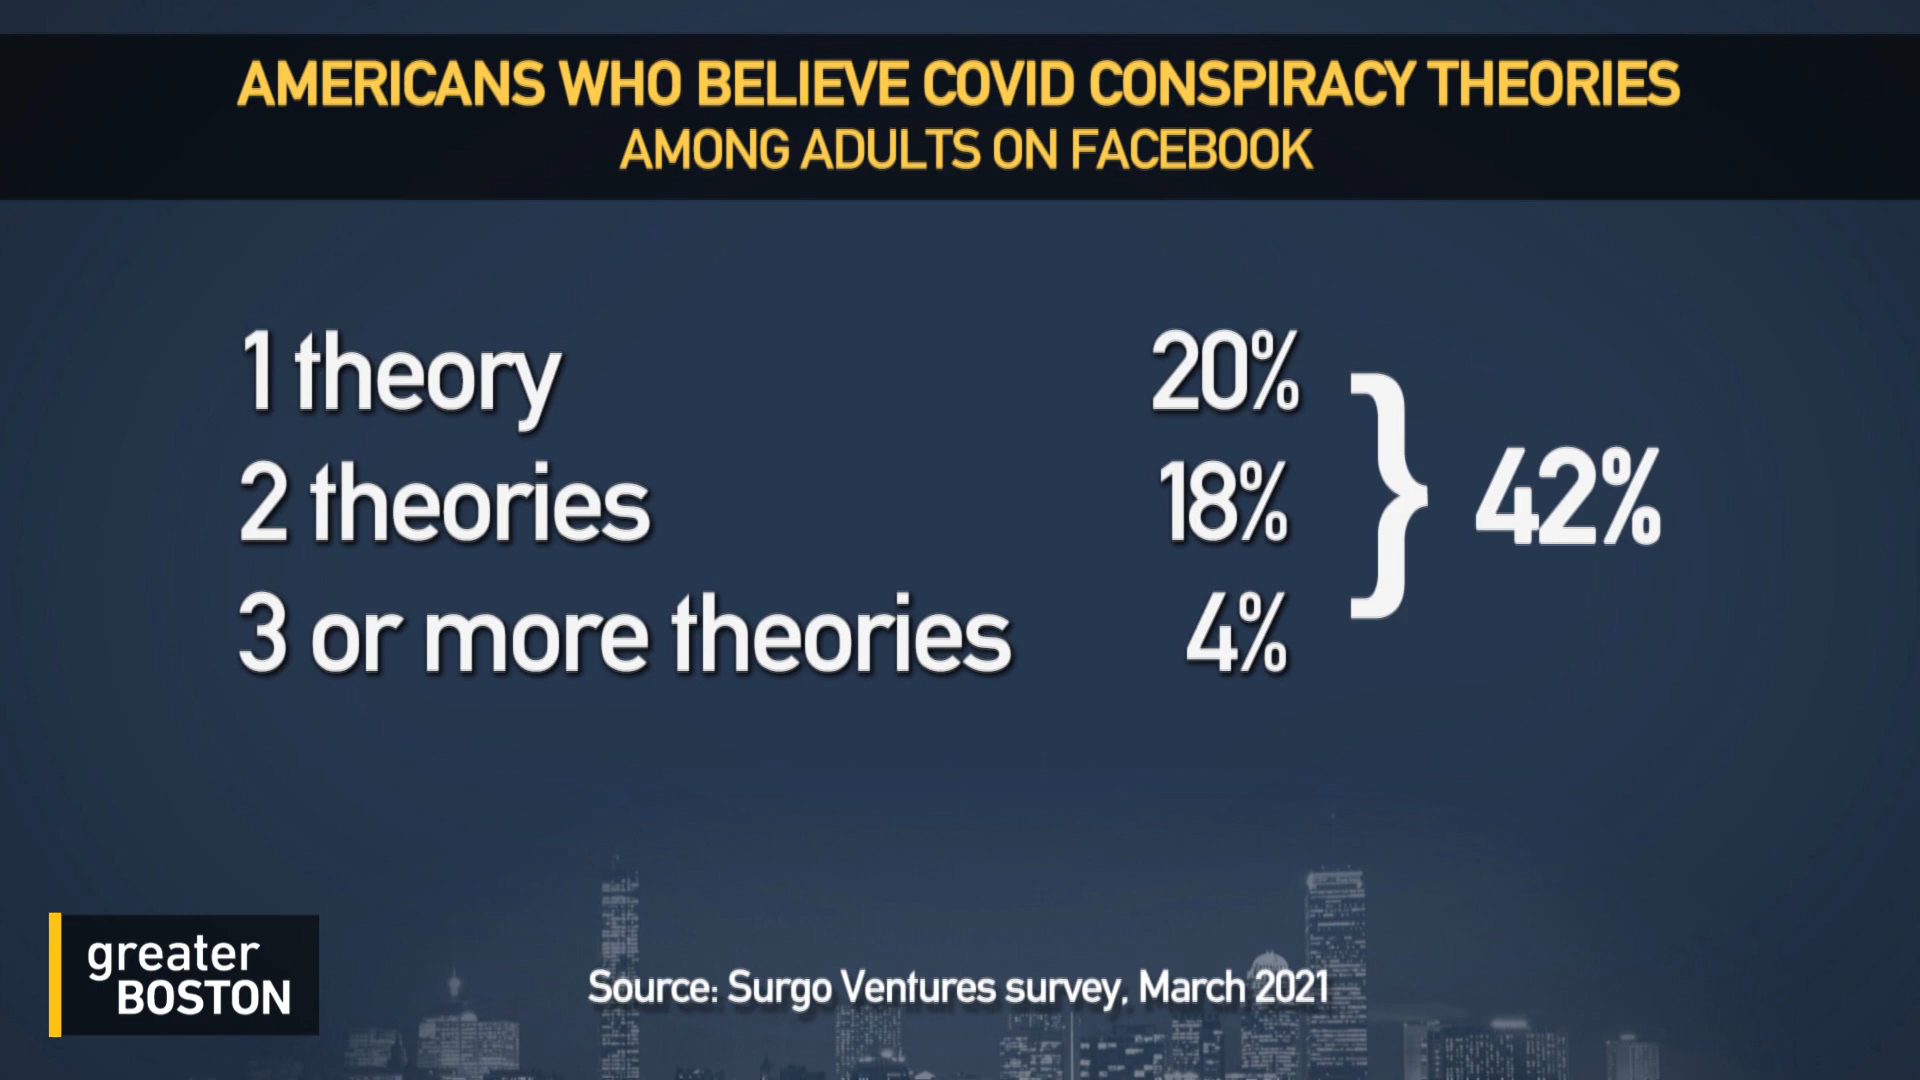 AMERICANS WHO BELIEVE COVID CONSPIRACY THEORIES
AMONG ADULTS ON FACEBOOK
1 theory 20%
2 theories 18% } 42%
3 or more theories 4%
greater
BOSTON
Source: Surgo Ventures survey, March 2021